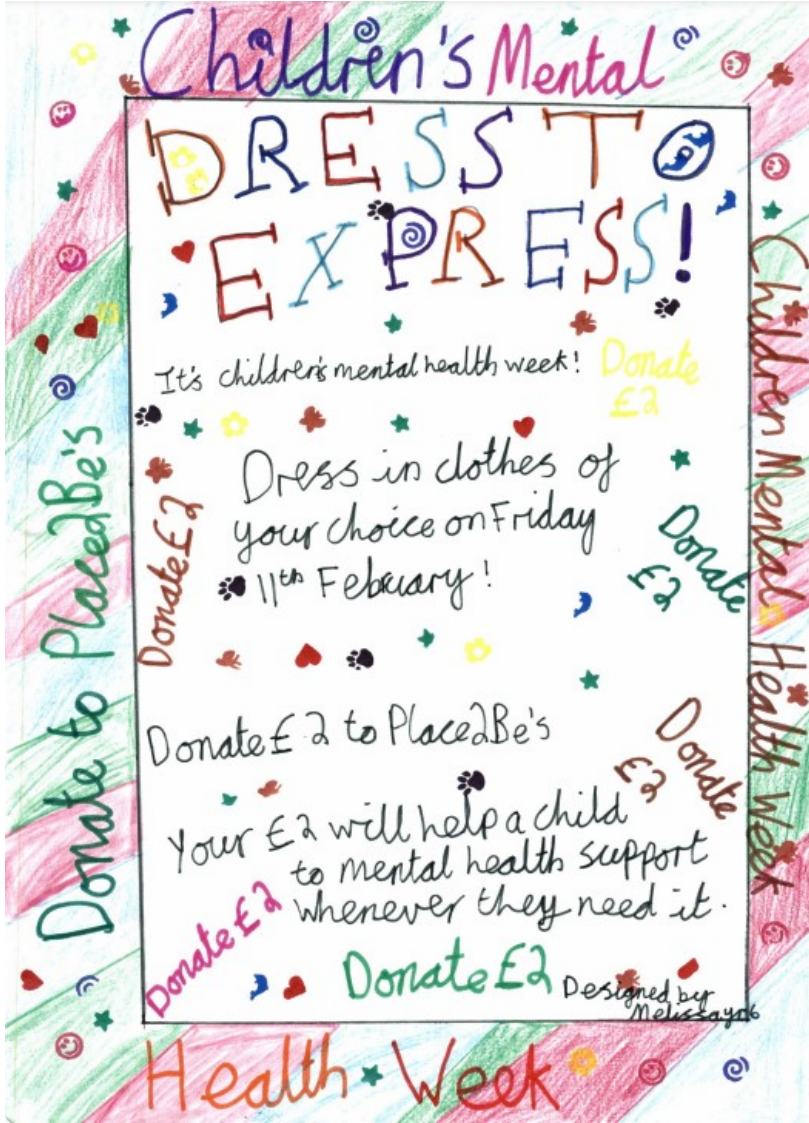 Children's Mental
DRESS TO
EXPRESS!
It's children's mental health week!
Donate
£2
Dress in clothes of
your choice on Friday
11th February!
Donate £2
Donate
£2
Donate £2 to Place2Be's
Donate
£2
Your £2 will help a child
to mental health support
whenever they need it.
Donate £2
Donate £2
Designed by
Melissa yr6
Donate to Place2Be's
Children Mental Health Week
Health Week